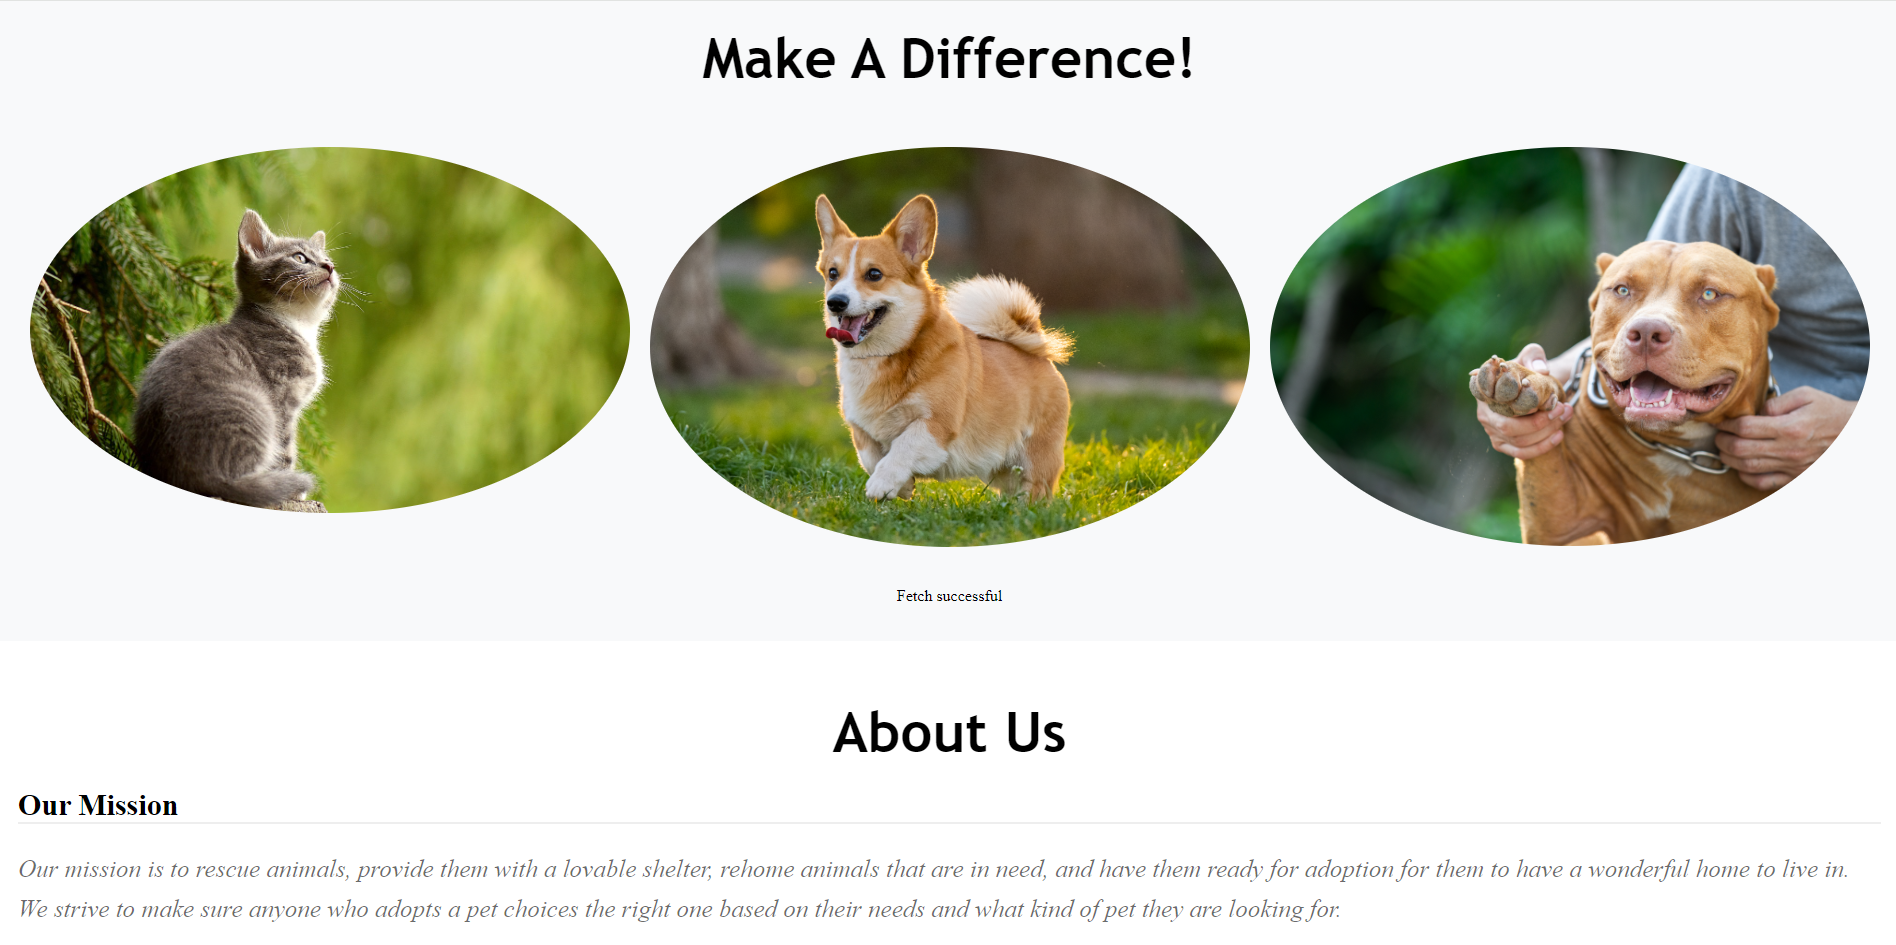 Make A Difference!
Fetch successful
About Us
Our Mission
Our mission is to rescue animals, provide them with a lovable shelter, rehome animals that are in need, and have them ready for adoption for them to have a wonderful home to live in.
We strive to make sure anyone who adopts a pet choices the right one based on their needs and what kind of pet they are looking for.